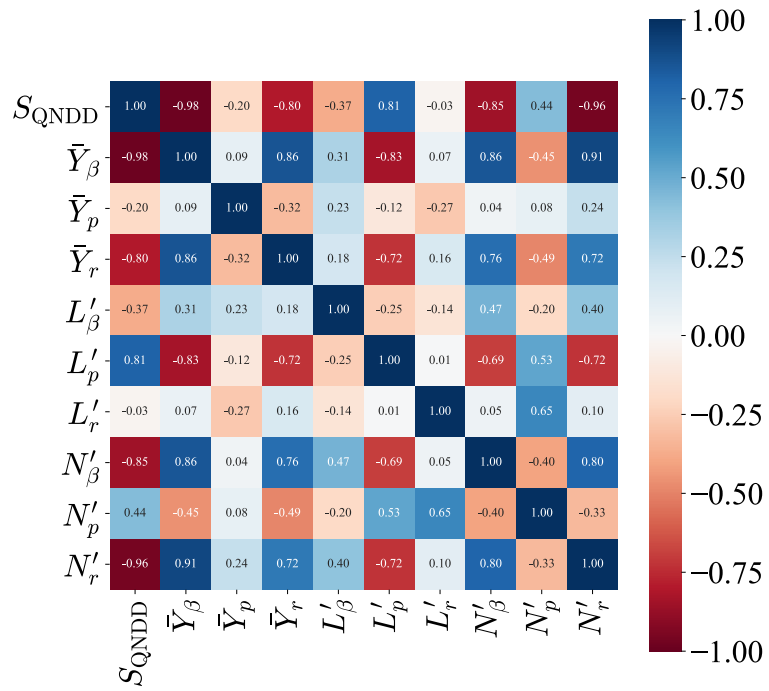 S_QNDD 1.00 -0.98 -0.20 -0.80 -0.37 0.81 -0.03 -0.85 0.44 -0.96
Ȳ_β -0.98 1.00 0.09 0.86 0.31 -0.83 0.07 0.86 -0.45 0.91
Ȳ_p -0.20 0.09 1.00 -0.32 0.23 -0.12 -0.27 0.04 0.08 0.24
Ȳ_r -0.80 0.86 -0.32 1.00 0.18 -0.72 0.16 0.76 -0.49 0.72
L′_β -0.37 0.31 0.23 0.18 1.00 -0.25 -0.14 0.47 -0.20 0.40
L′_p 0.81 -0.83 -0.12 -0.72 -0.25 1.00 0.01 -0.69 0.53 -0.72
L′_r -0.03 0.07 -0.27 0.16 -0.14 0.01 1.00 0.05 0.65 0.10
N′_β -0.85 0.86 0.04 0.76 0.47 -0.69 0.05 1.00 -0.40 0.80
N′_p 0.44 -0.45 0.08 -0.49 -0.20 0.53 0.65 -0.40 1.00 -0.33
N′_r -0.96 0.91 0.24 0.72 0.40 -0.72 0.10 0.80 -0.33 1.00
S_QNDD Ȳ_β Ȳ_p Ȳ_r L′_β L′_p L′_r N′_β N′_p N′_r
1.00
0.75
0.50
0.25
0.00
−0.25
−0.50
−0.75
−1.00